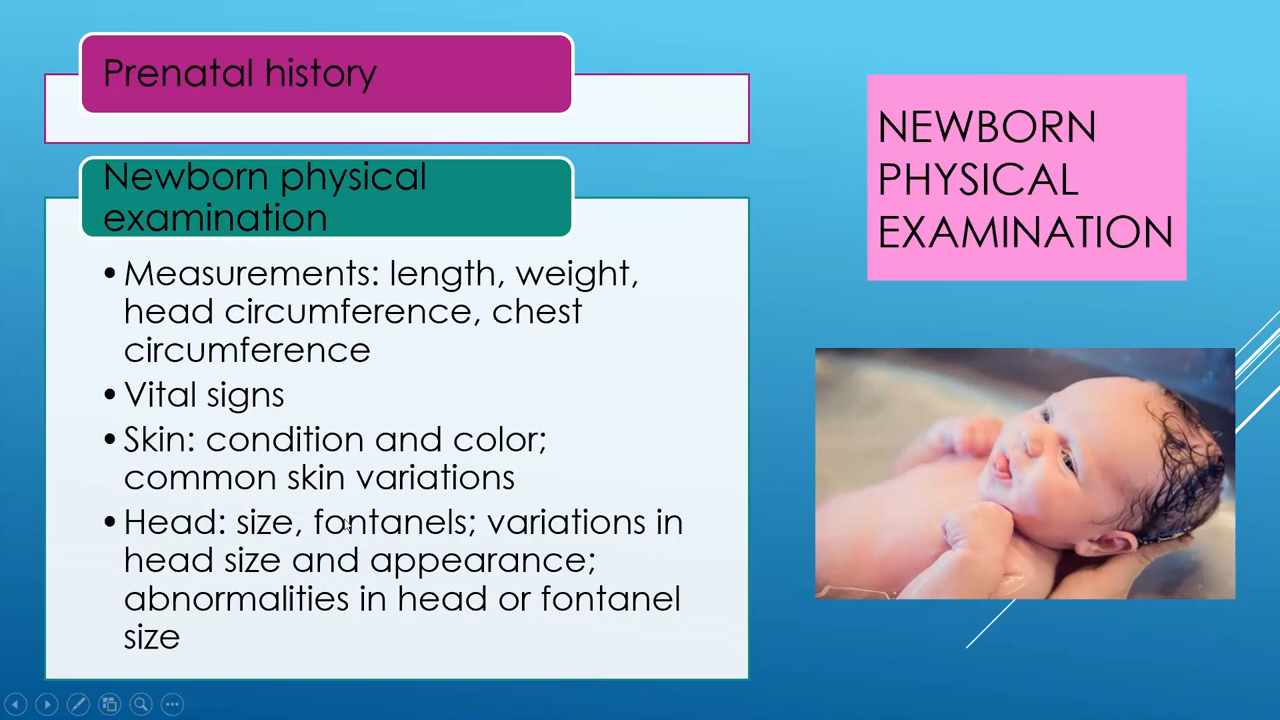 Prenatal history
Newborn physical
examination
•Measurements: length, weight,
head circumference, chest
circumference
•Vital signs
•Skin: condition and color;
common skin variations
•Head: size, fontanels; variations in
head size and appearance;
abnormalities in head or fontanel
size
NEWBORN
PHYSICAL
EXAMINATION